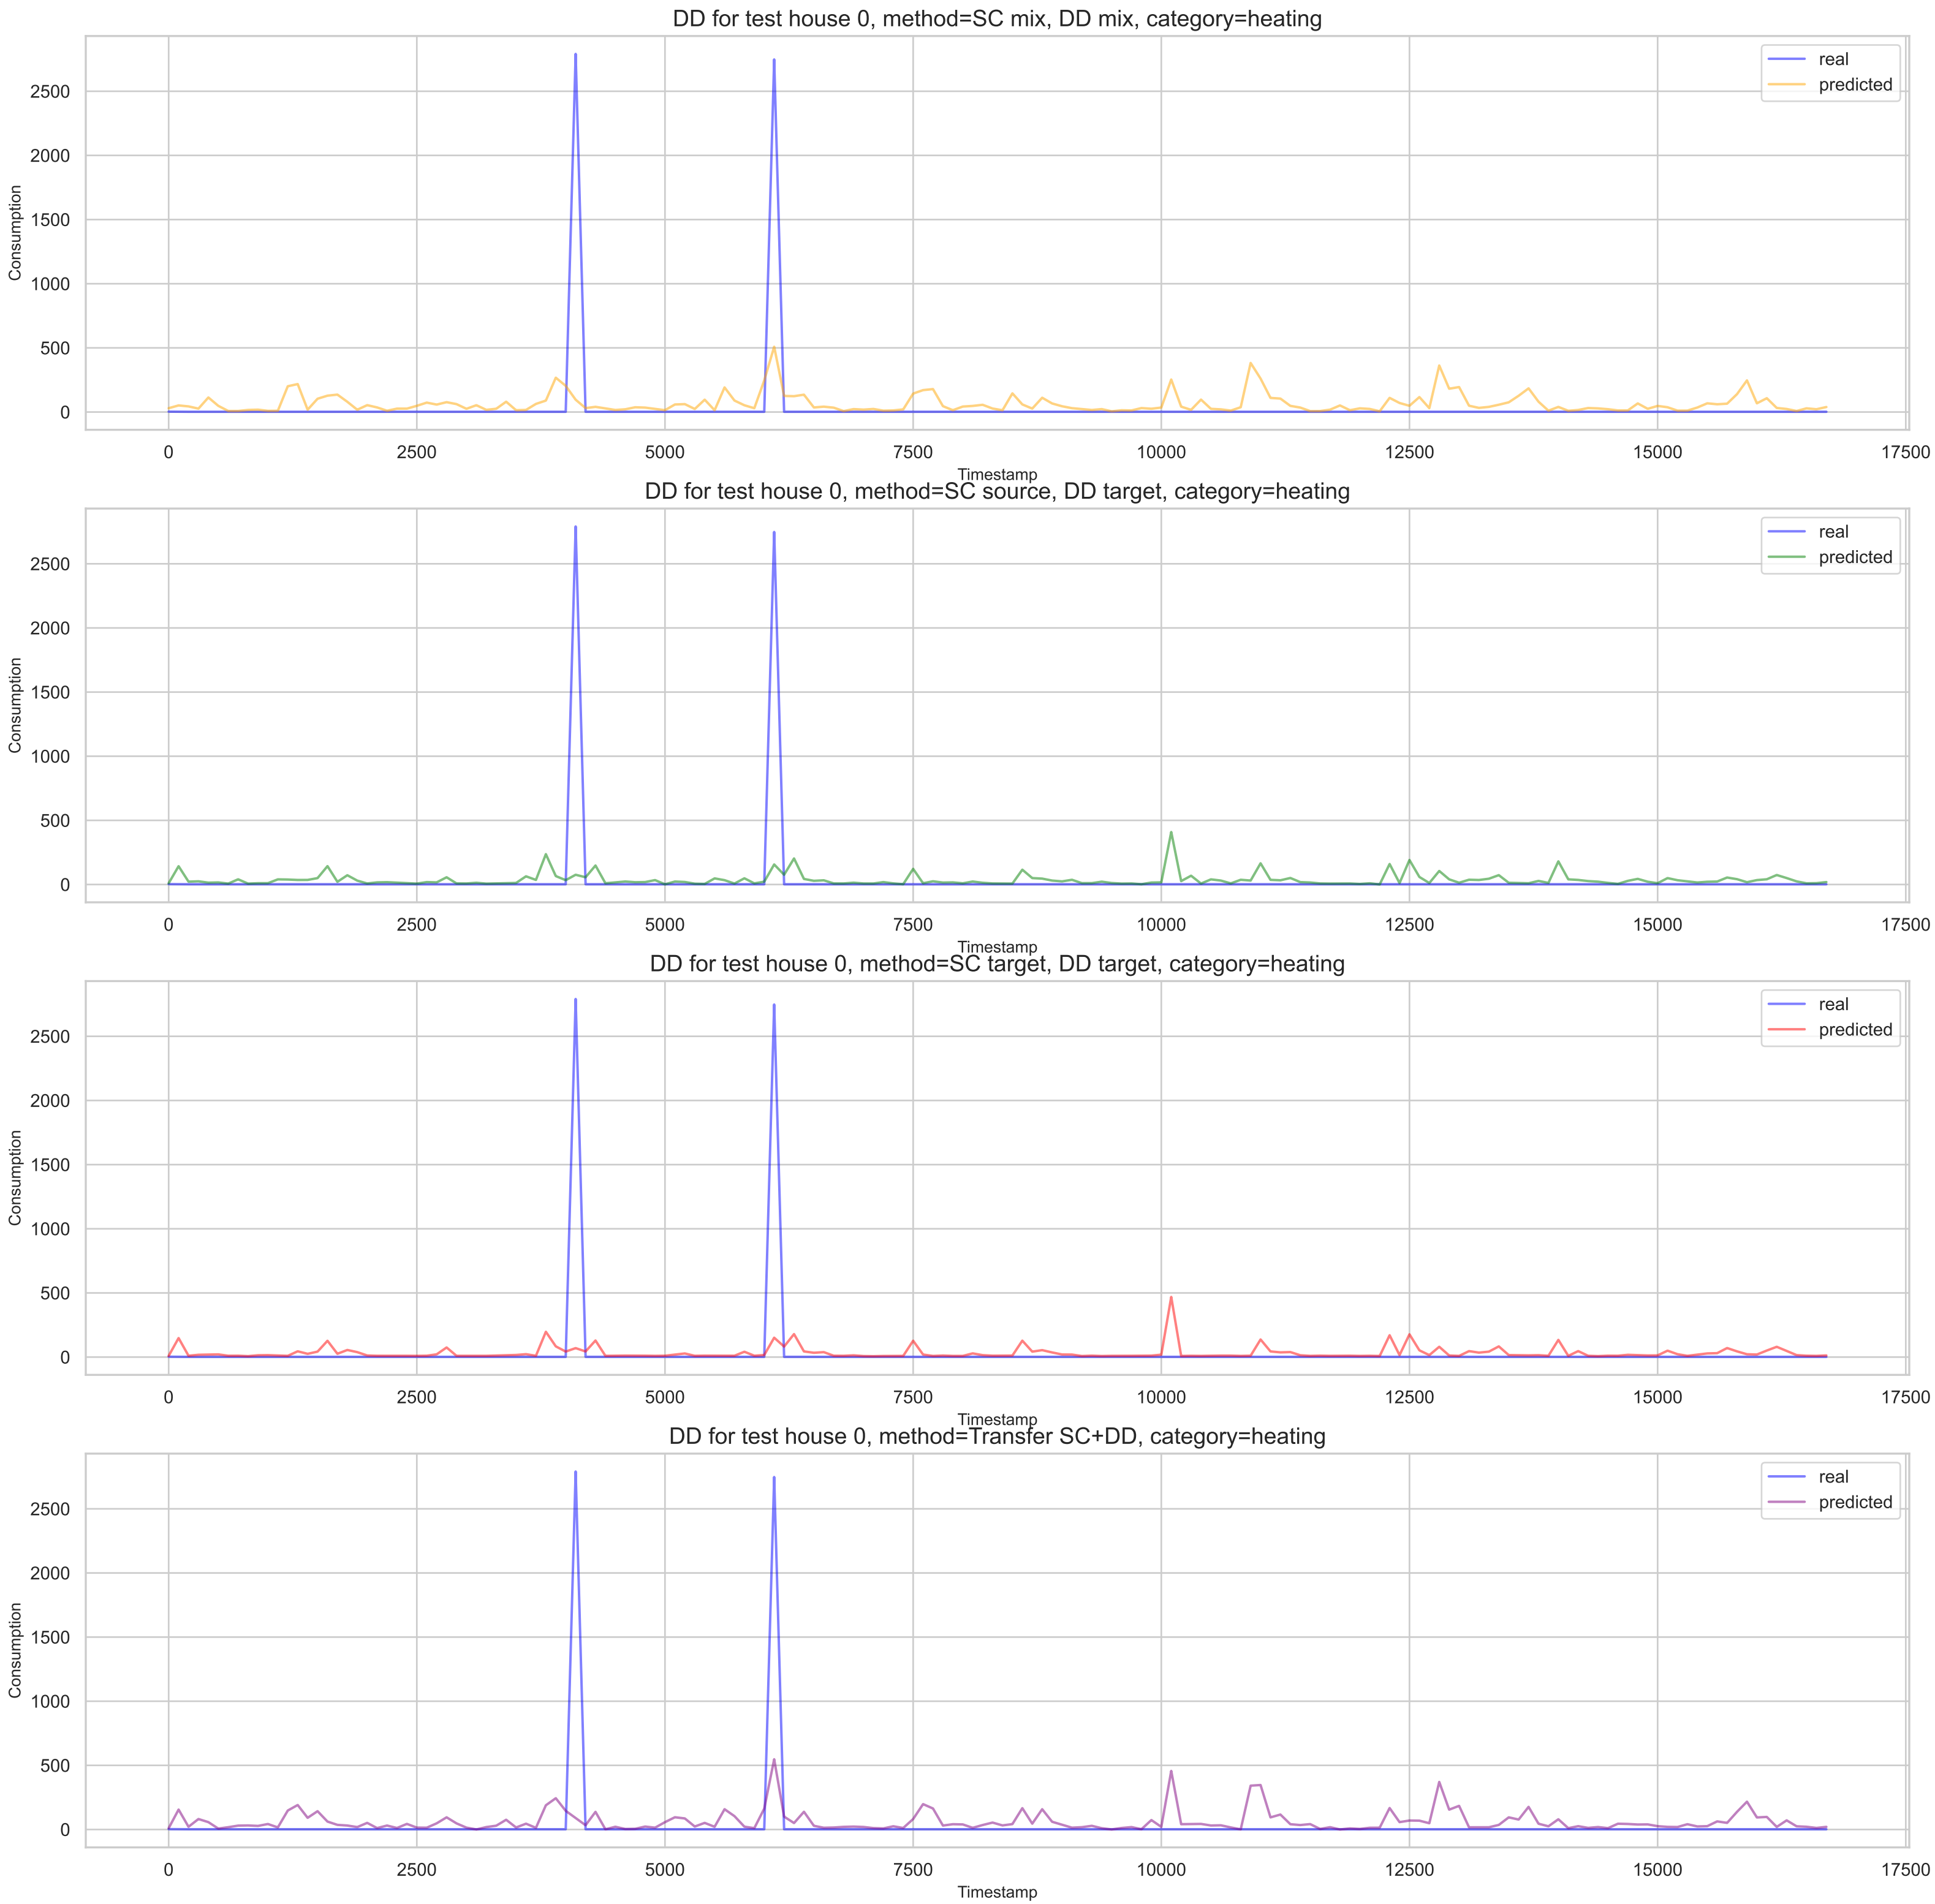 DD for test house 0, method=SC mix, DD mix, category=heating
real
predicted
Consumption
2500
2000
1500
1000
500
0
0 2500 5000 7500 10000 12500 15000 17500
Timestamp
DD for test house 0, method=SC source, DD target, category=heating
real
predicted
Consumption
2500
2000
1500
1000
500
0
0 2500 5000 7500 10000 12500 15000 17500
Timestamp
DD for test house 0, method=SC target, DD target, category=heating
real
predicted
Consumption
2500
2000
1500
1000
500
0
0 2500 5000 7500 10000 12500 15000 17500
Timestamp
DD for test house 0, method=Transfer SC+DD, category=heating
real
predicted
Consumption
2500
2000
1500
1000
500
0
0 2500 5000 7500 10000 12500 15000 17500
Timestamp